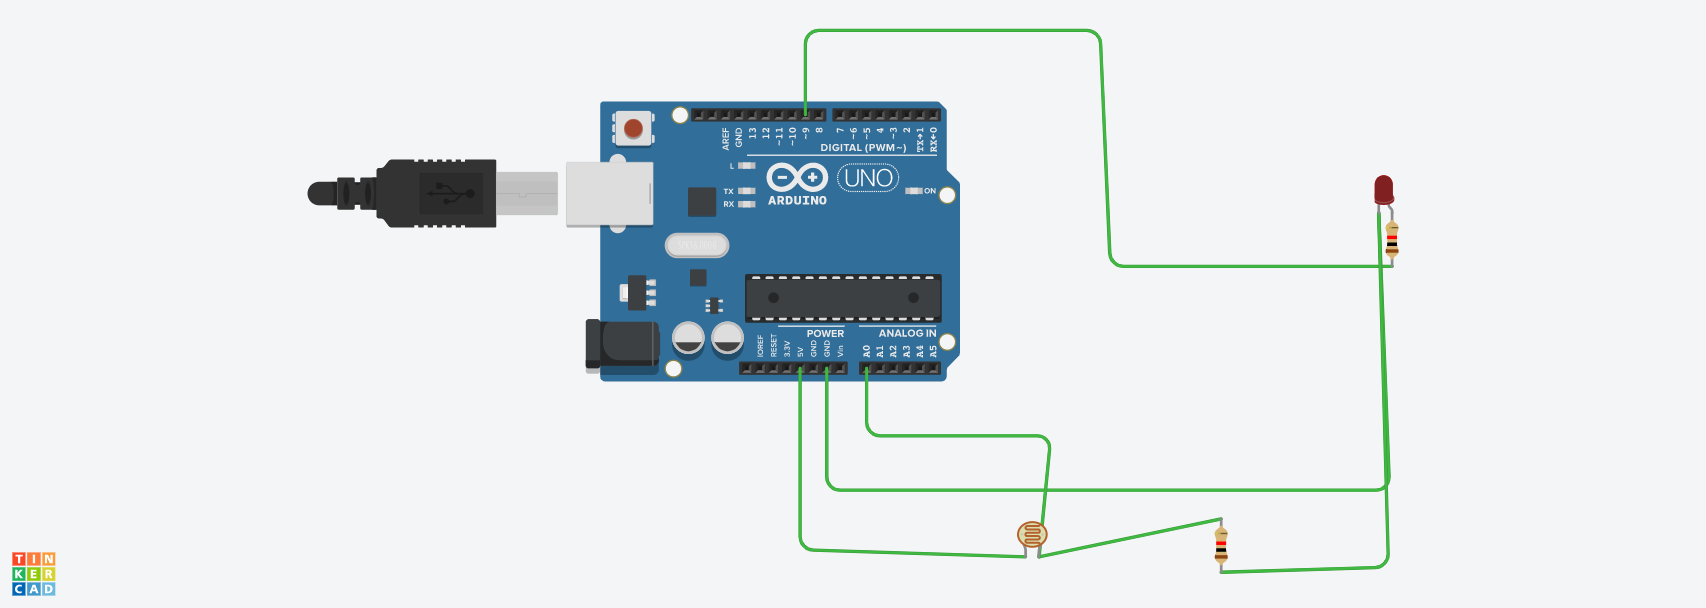 AREF
GND
13
12
~11
~10
~9
8
7
~6
~5
4
~3
2
TX→1
RX←0
DIGITAL (PWM~)
L
TX
RX
UNO
ON
ARDUINO
POWER
ANALOG IN
IOREF
RESET
3.3V
5V
GND
GND
Vin
A0
A1
A2
A3
A4
A5
TIN
KER
CAD